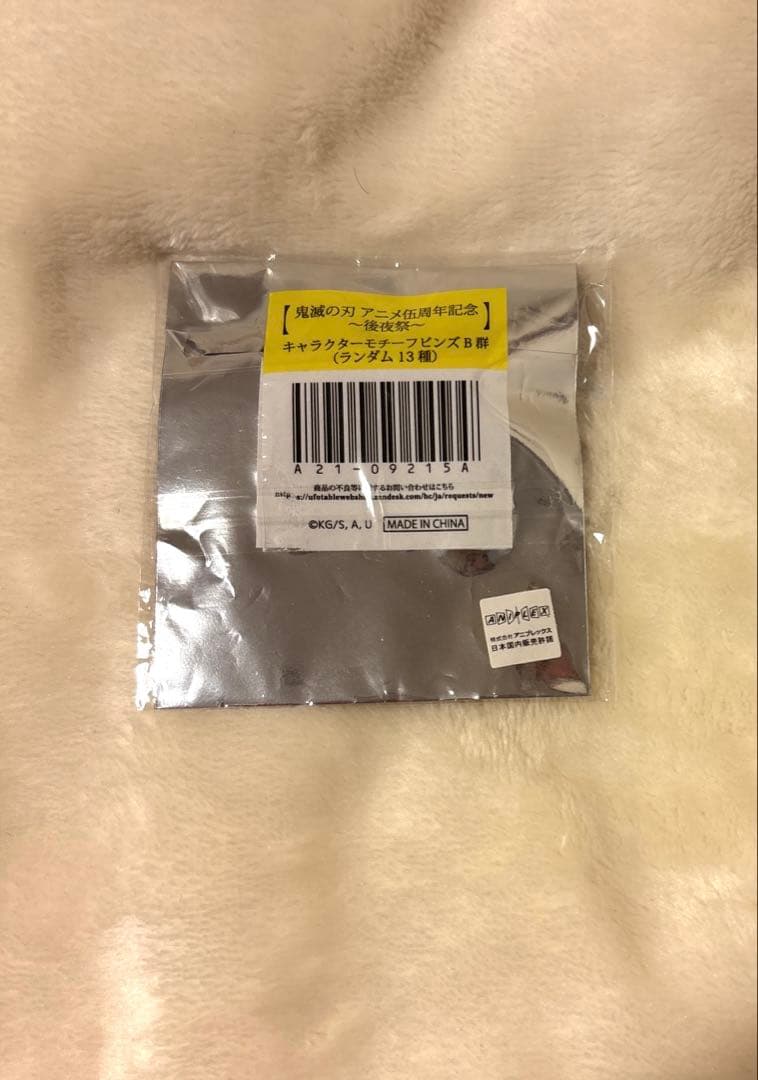 【鬼滅の刃 アニメ伍周年記念
～後夜祭～】
キャラクターモチーフピンズB群
（ランダム13種）
A21-09215A
商品の不良等に関するお問い合わせはこちら
©KG/S, A, U MADE IN CHINA
ANIPLEX
株式会社アニプレックス
日本国内販売許諾